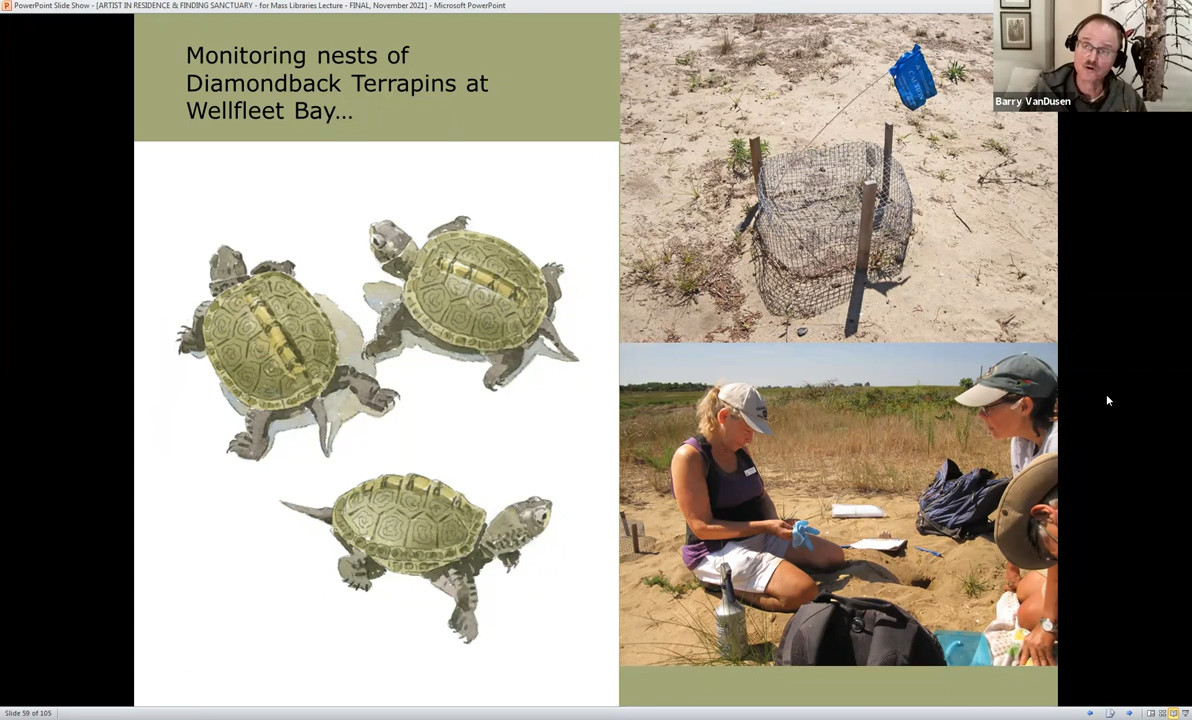 PowerPoint Slide Show - [ARTIST IN RESIDENCE & FINDING SANCTUARY - for Mass Libraries Lecture - FINAL, November 2021] - Microsoft PowerPoint
Monitoring nests of
Diamondback Terrapins at
Wellfleet Bay...
CAUTION
Barry VanDusen
Slide 59 of 105